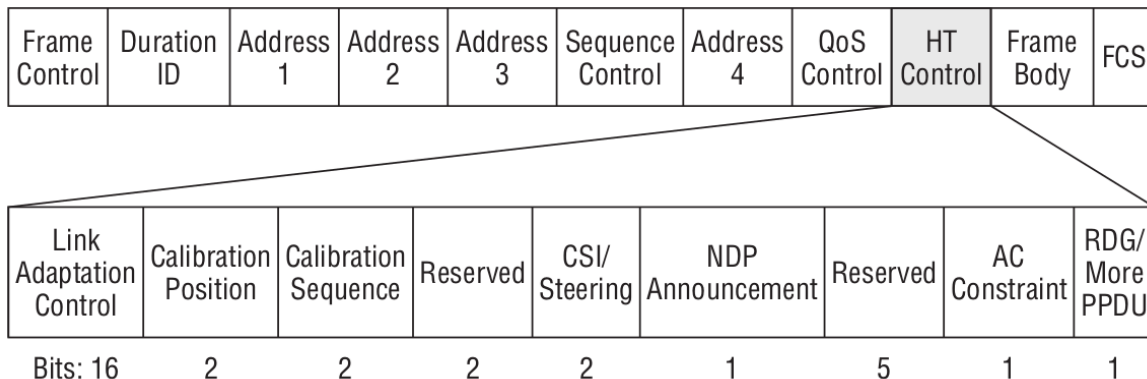 Frame Control Duration ID Address 1 Address 2 Address 3 Sequence Control Address 4 QoS Control HT Control Frame Body FCS
Link Adaptation Control Calibration Position Calibration Sequence Reserved CSI/ Steering NDP Announcement Reserved AC Constraint RDG/ More PPDU
Bits: 16 2 2 2 2 1 5 1 1